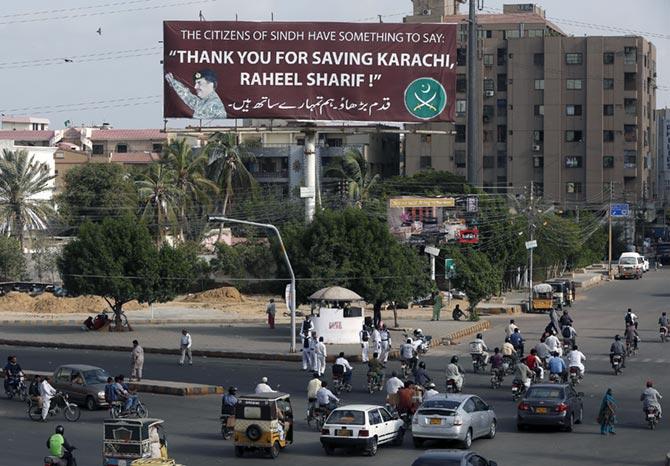 THE CITIZENS OF SINDH HAVE SOMETHING TO SAY:
“THANK YOU FOR SAVING KARACHI,
RAHEEL SHARIF !”
قدم بڑھاؤ۔ہم تمہارے ساتھ ہیں۔